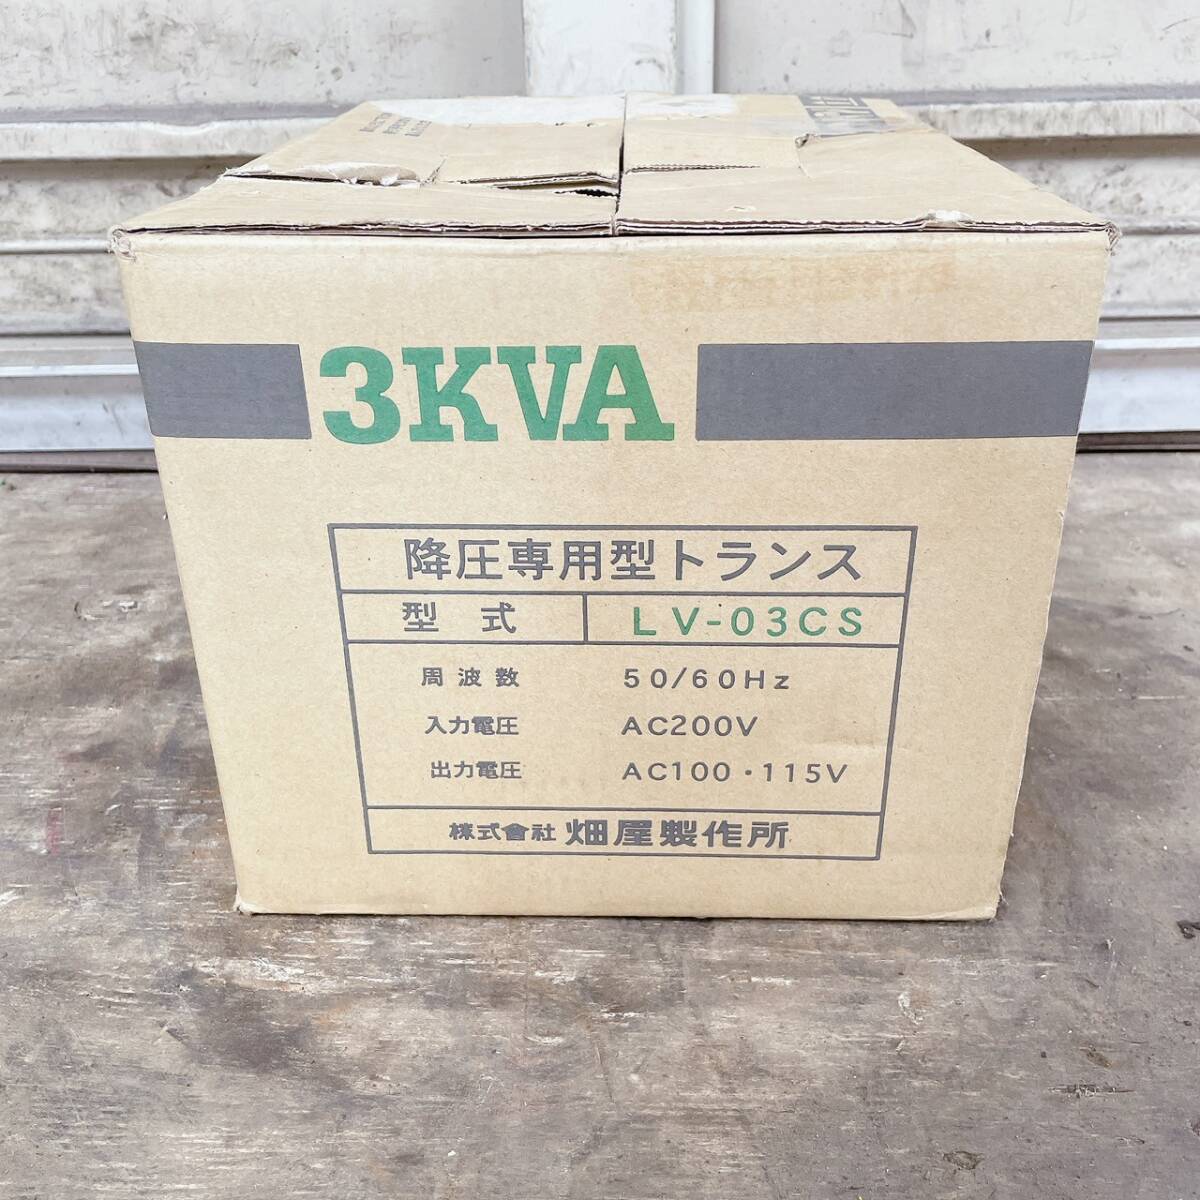 3KVA
降圧専用型トランス
型式 LV-03CS
周波数 50/60Hz
入力電圧 AC200V
出力電圧 AC100・115V
株式會社 畑屋製作所